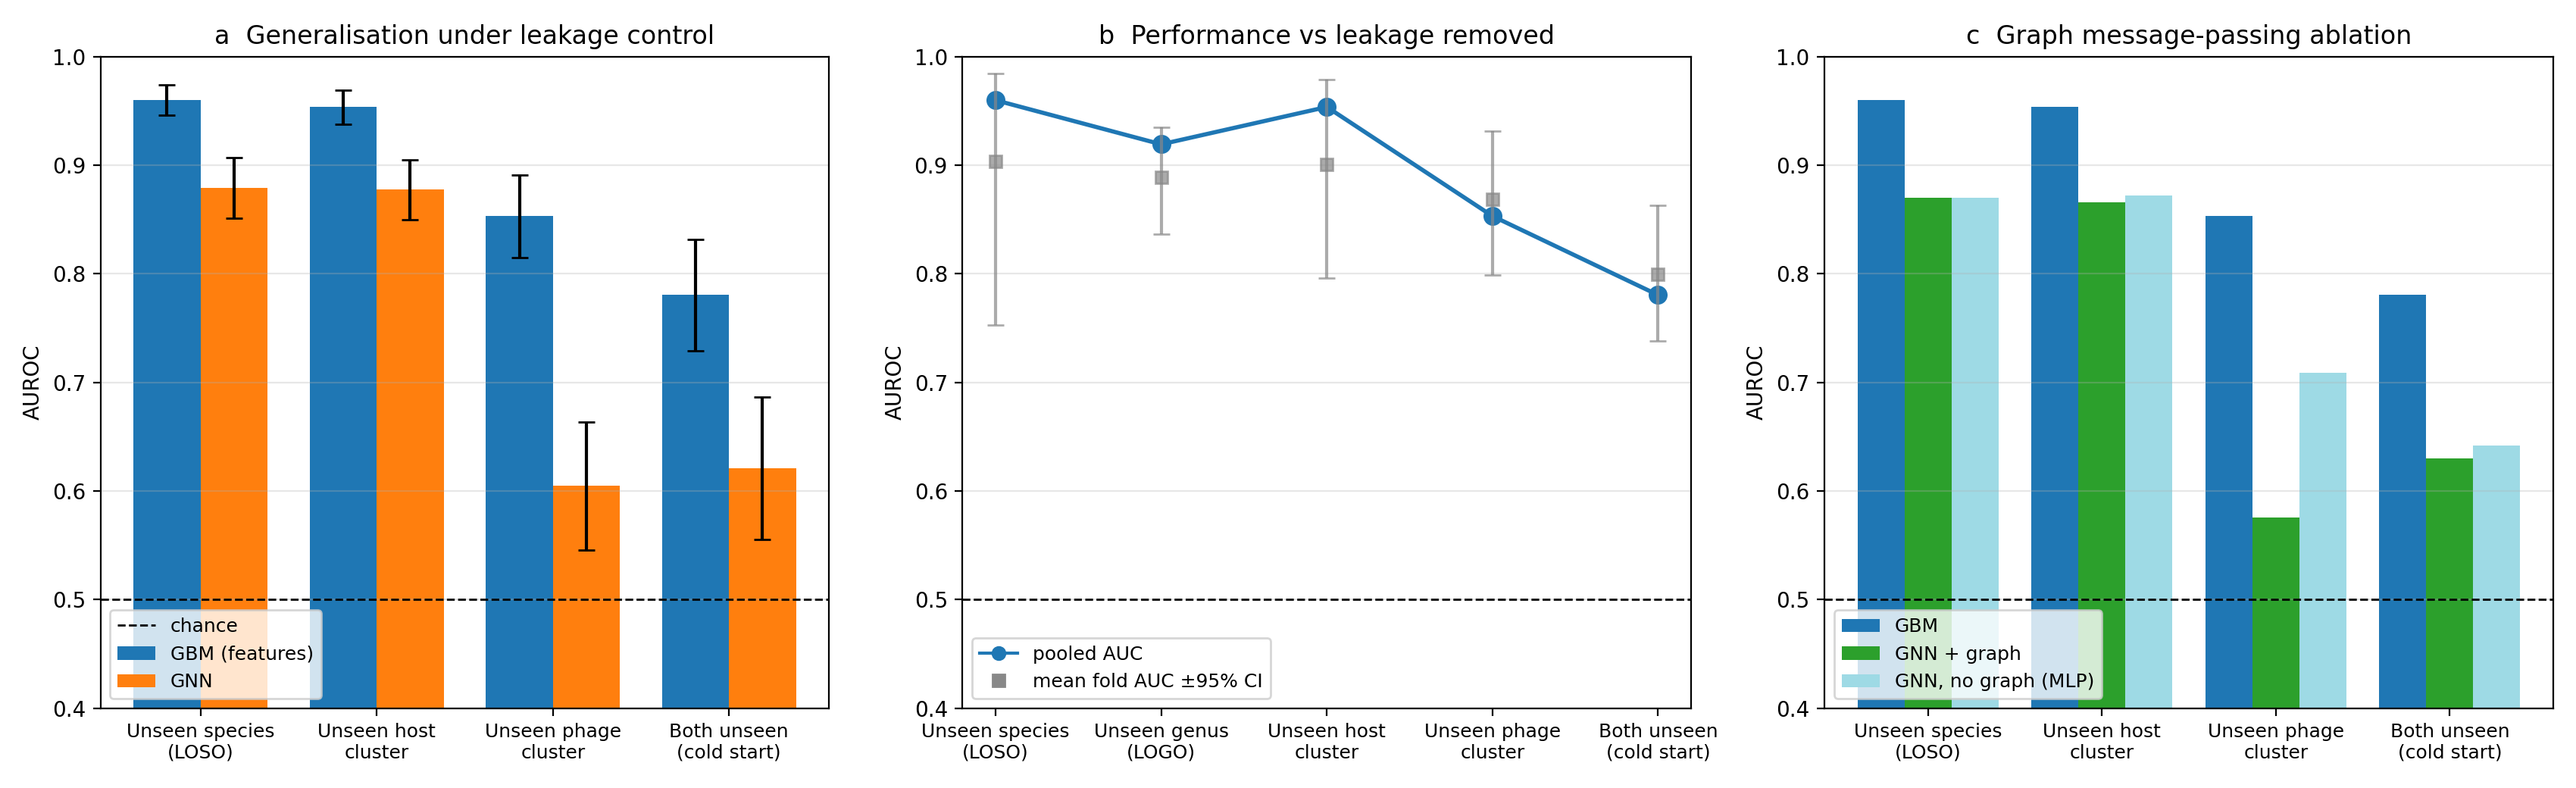 a Generalisation under leakage control
1.0
0.9
0.8
0.7
0.6
0.5
0.4
AUROC
chance
GBM (features)
GNN
Unseen species
(LOSO)
Unseen host
cluster
Unseen phage
cluster
Both unseen
(cold start)
b Performance vs leakage removed
1.0
0.9
0.8
0.7
0.6
0.5
0.4
AUROC
pooled AUC
mean fold AUC ±95% CI
Unseen species
(LOSO)
Unseen genus
(LOGO)
Unseen host
cluster
Unseen phage
cluster
Both unseen
(cold start)
c Graph message-passing ablation
1.0
0.9
0.8
0.7
0.6
0.5
0.4
AUROC
GBM
GNN + graph
GNN, no graph (MLP)
Unseen species
(LOSO)
Unseen host
cluster
Unseen phage
cluster
Both unseen
(cold start)